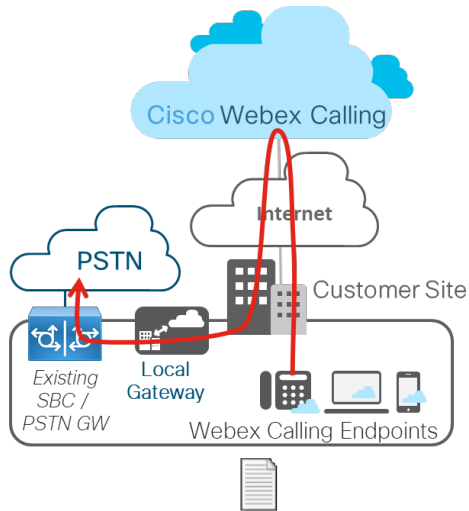 Cisco Webex Calling
Internet
PSTN
Customer Site
Local
Gateway
Existing
SBC /
PSTN GW
Webex Calling Endpoints